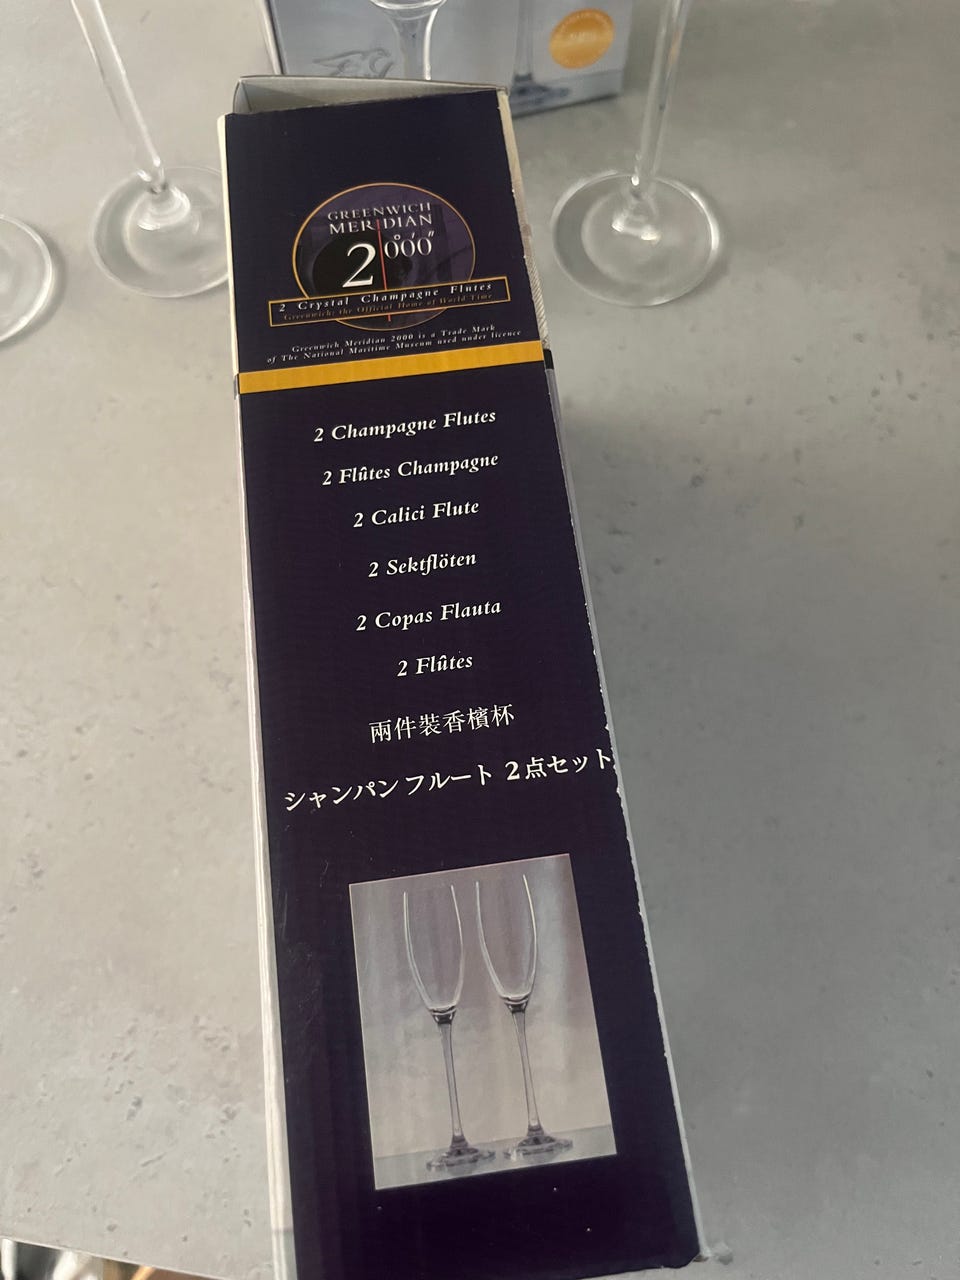 GREENWICH
MERIDIAN
2°000"
2 Crystal Champagne Flutes
Greenwich: the Official Home of World Time
Greenwich Meridian 2000 is a Trade Mark
of The National Maritime Museum used under licence
2 Champagne Flutes
2 Flûtes Champagne
2 Calici Flute
2 Sektflöten
2 Copas Flauta
2 Flûtes
兩件裝香檳杯
シャンパンフルート 2点セット